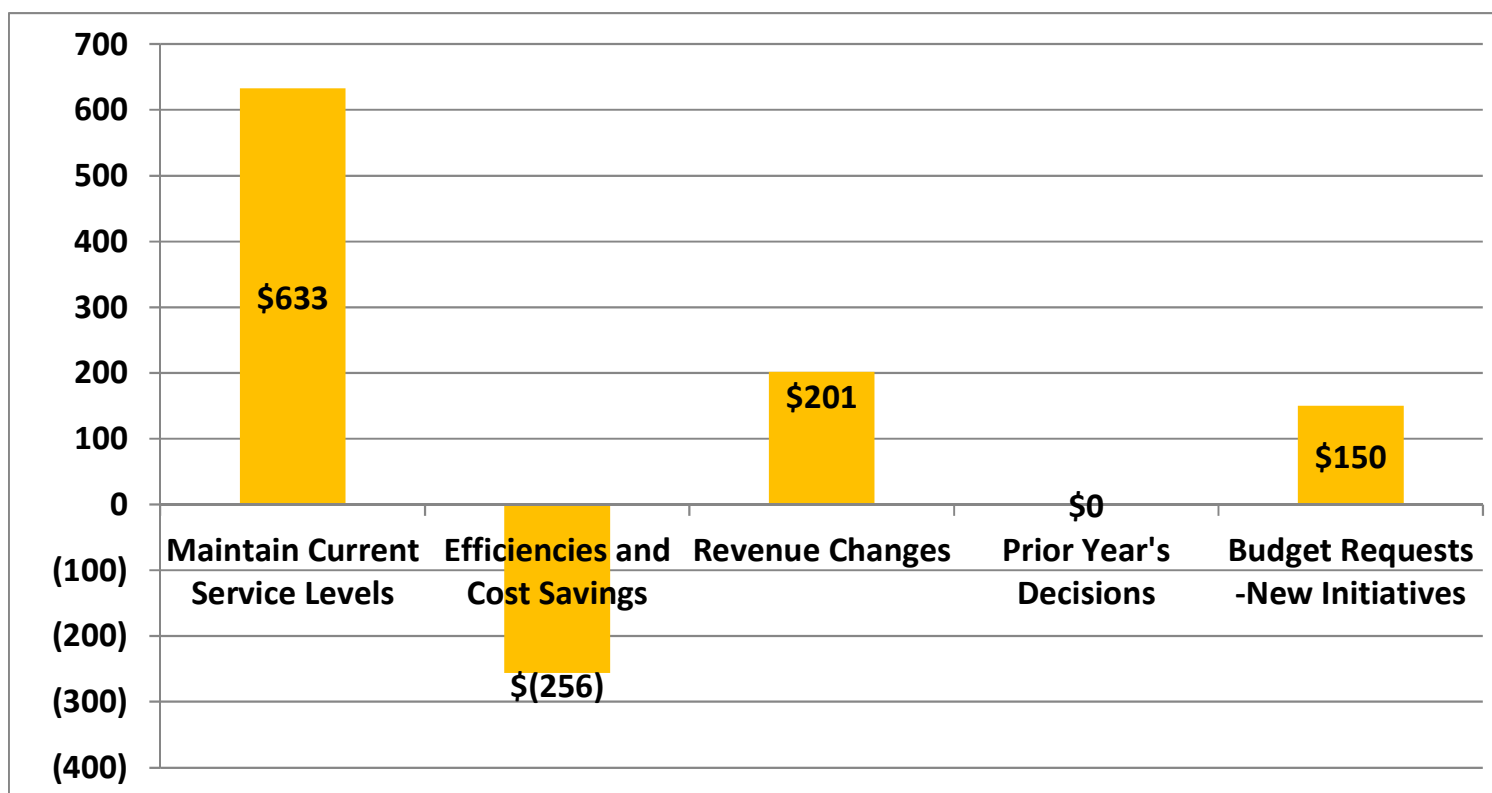 700
600
500
400
300
200
100
0
(100)
(200)
(300)
(400)
$633
$(256)
$201
$0
$150
Maintain Current
Service Levels
Efficiencies and
Cost Savings
Revenue Changes
Prior Year's
Decisions
Budget Requests
-New Initiatives